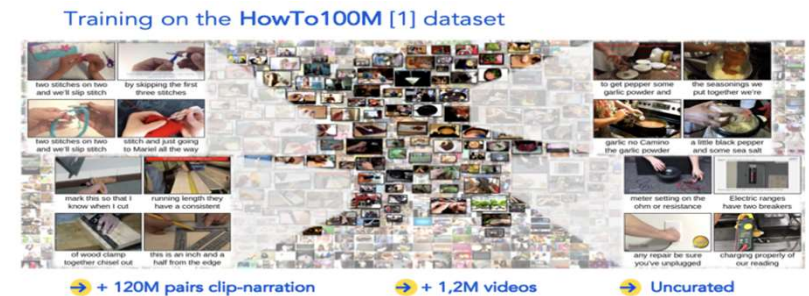 Training on the HowTo100M [1] dataset
two stitches on two
and we'll slip stitch
by skipping the first
three stitches
to get pepper some
garlic powder and
the seasonings we
put together we're
two stitches on two
and we'll slip stitch
stitch and just going
to Mariel all the way
garlic no Camino
the garlic powder
a little black pepper
and some sea salt
mark this so that I
know when I cut
running length they
have a consistent
meter setting on the
ohm or resistance
Electric ranges
have two breakers
of wood clamp
together chisel out
this is an inch and a
half from the edge
any repair be sure
you've unplugged
charging properly of
our reading
+ 120M pairs clip-narration
+ 1,2M videos
Uncurated